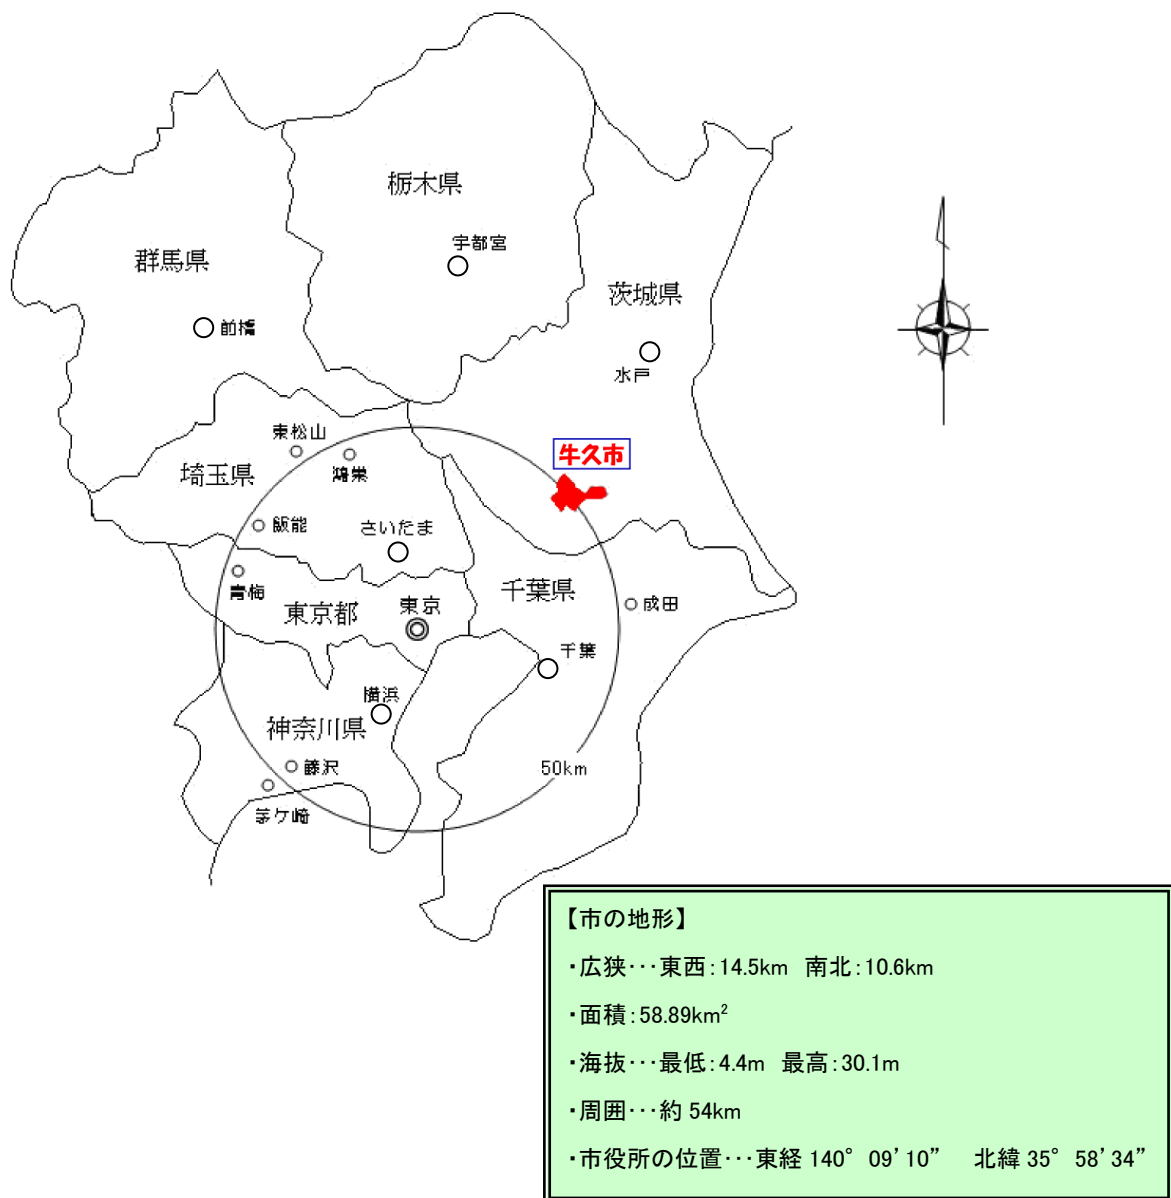 栃木県
宇都宮
群馬県
前橋
茨城県
水戸
東松山
鴻巣
牛久市
埼玉県
飯能
さいたま
青梅
東京都
東京
千葉県
成田
千葉
横浜
神奈川県
藤沢
50km
茅ケ崎
【市の地形】
・広狭・・・東西：14.5km 南北：10.6km
・面積：58.89km²
・海抜・・・最低：4.4m 最高：30.1m
・周囲・・・約 54km
・市役所の位置・・・東経 140° 09’10” 北緯 35° 58’34”